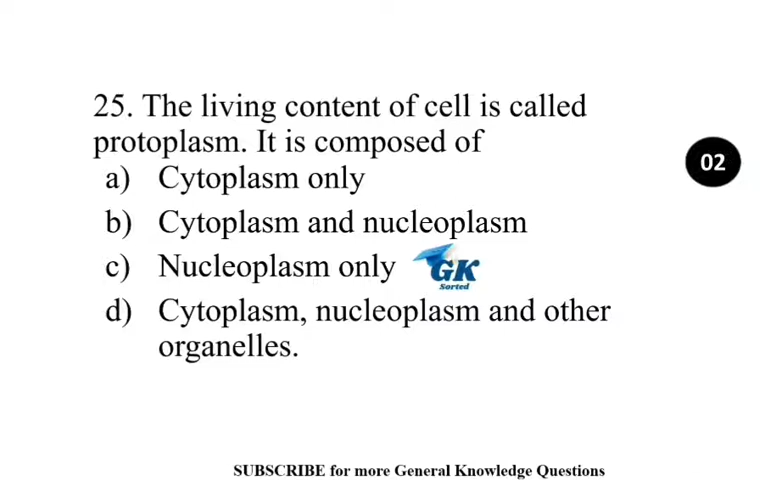 25. The living content of cell is called
protoplasm. It is composed of
02
a) Cytoplasm only
b) Cytoplasm and nucleoplasm
c) Nucleoplasm only
GK
Sorted
d) Cytoplasm, nucleoplasm and other
organelles.
SUBSCRIBE for more General Knowledge Questions